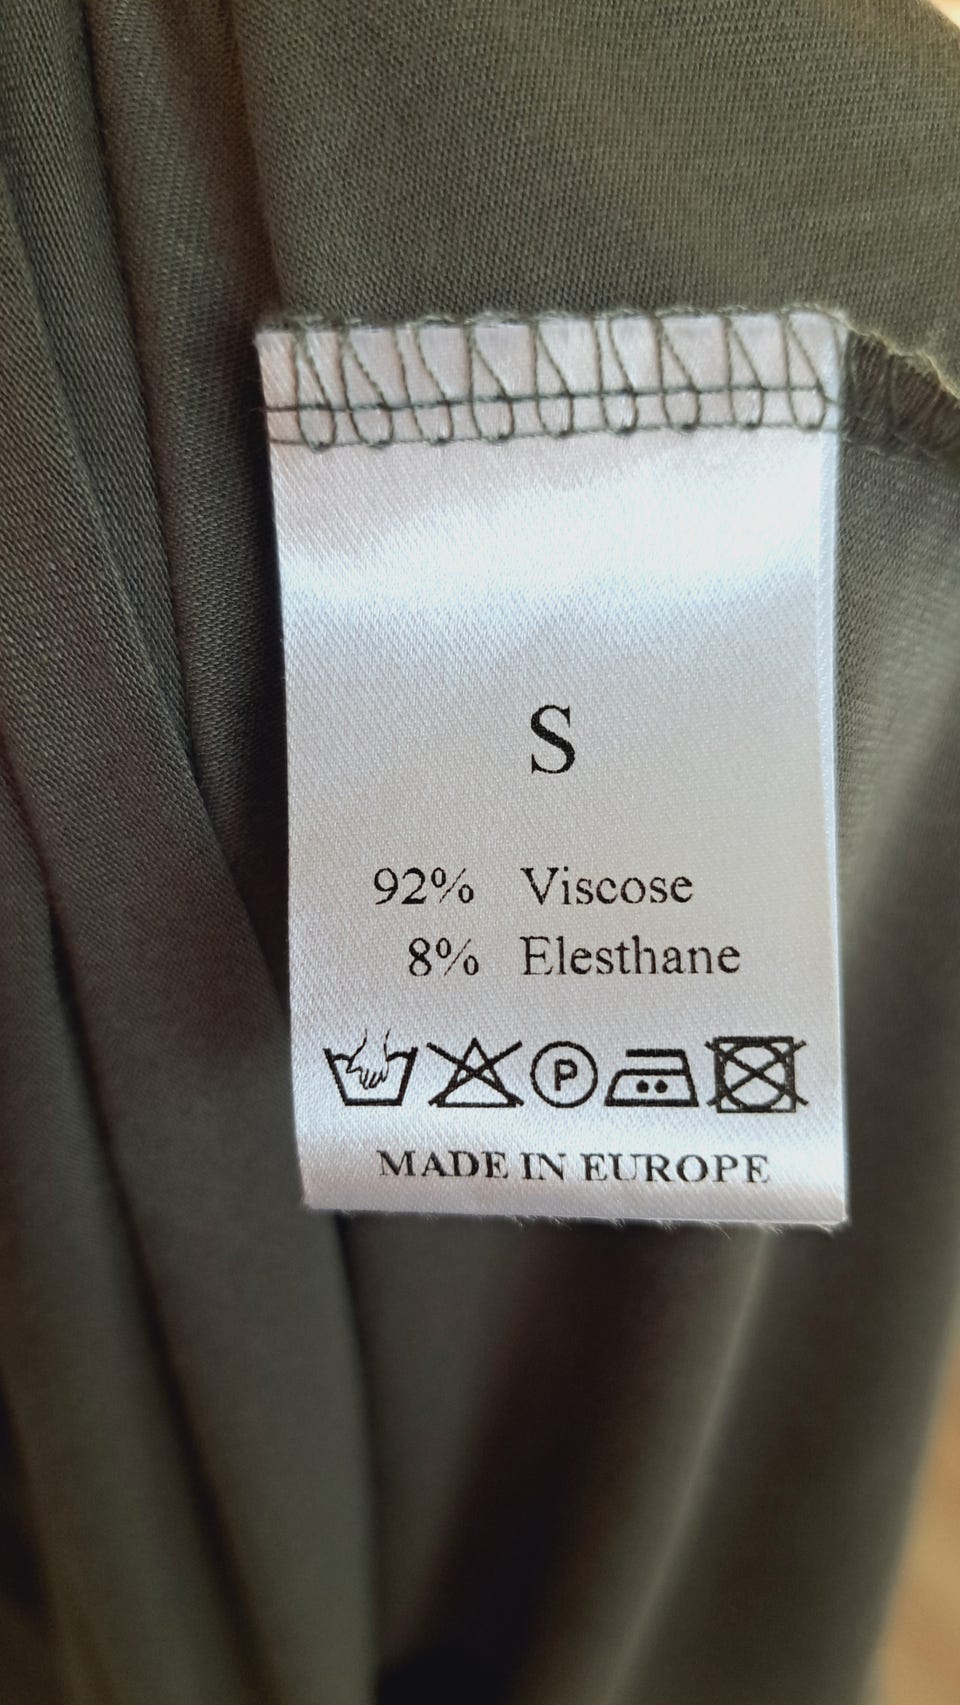 S
92% Viscose
8% Elesthane
P
MADE IN EUROPE